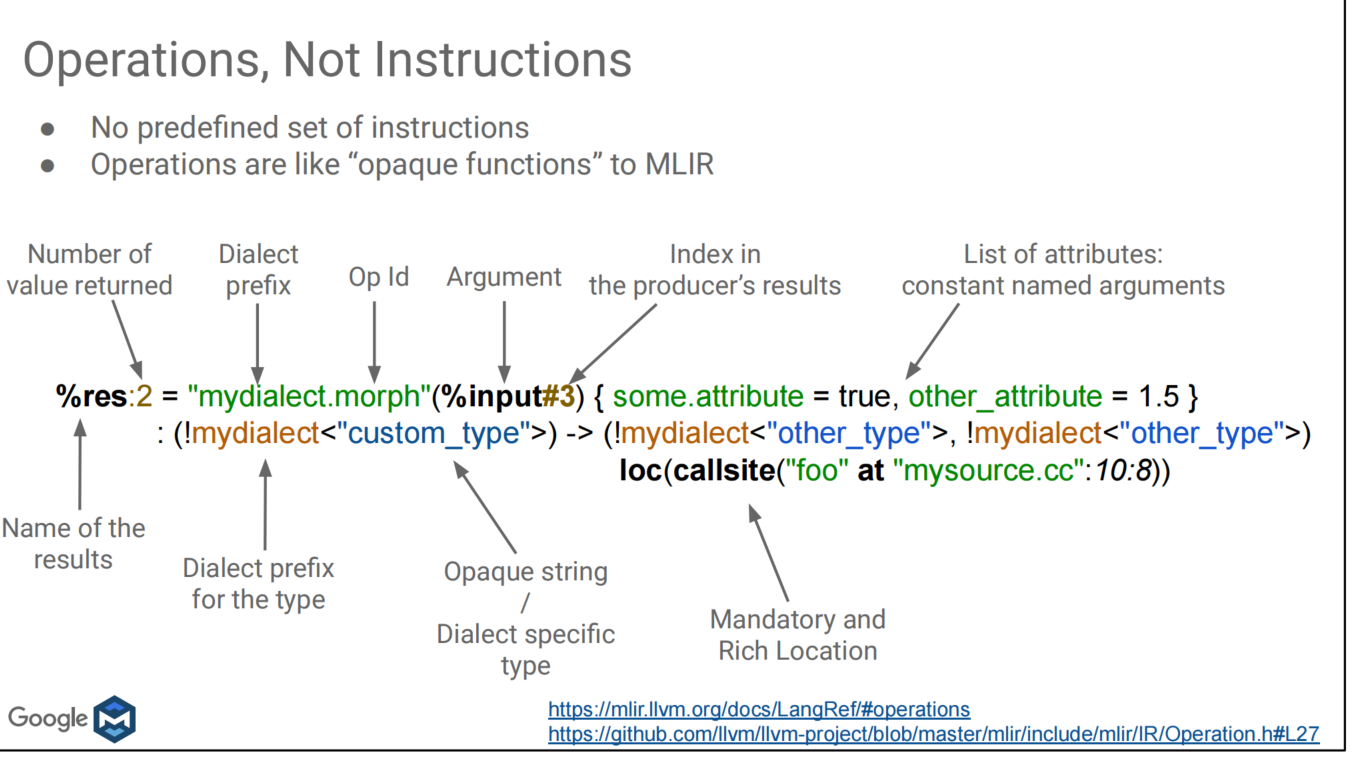 Operations, Not Instructions
● No predefined set of instructions
● Operations are like “opaque functions” to MLIR
Number of
value returned
Dialect
prefix
Op Id
Argument
Index in
the producer’s results
List of attributes:
constant named arguments
%res:2 = "mydialect.morph"(%input#3) { some.attribute = true, other_attribute = 1.5 }
: (!mydialect<"custom_type">) -> (!mydialect<"other_type">, !mydialect<"other_type">)
loc(callsite("foo" at "mysource.cc":10:8))
Name of the
results
Dialect prefix
for the type
Opaque string
/
Dialect specific
type
Mandatory and
Rich Location
Google
https://mlir.llvm.org/docs/LangRef/#operations
https://github.com/llvm/llvm-project/blob/master/mlir/include/mlir/IR/Operation.h#L27